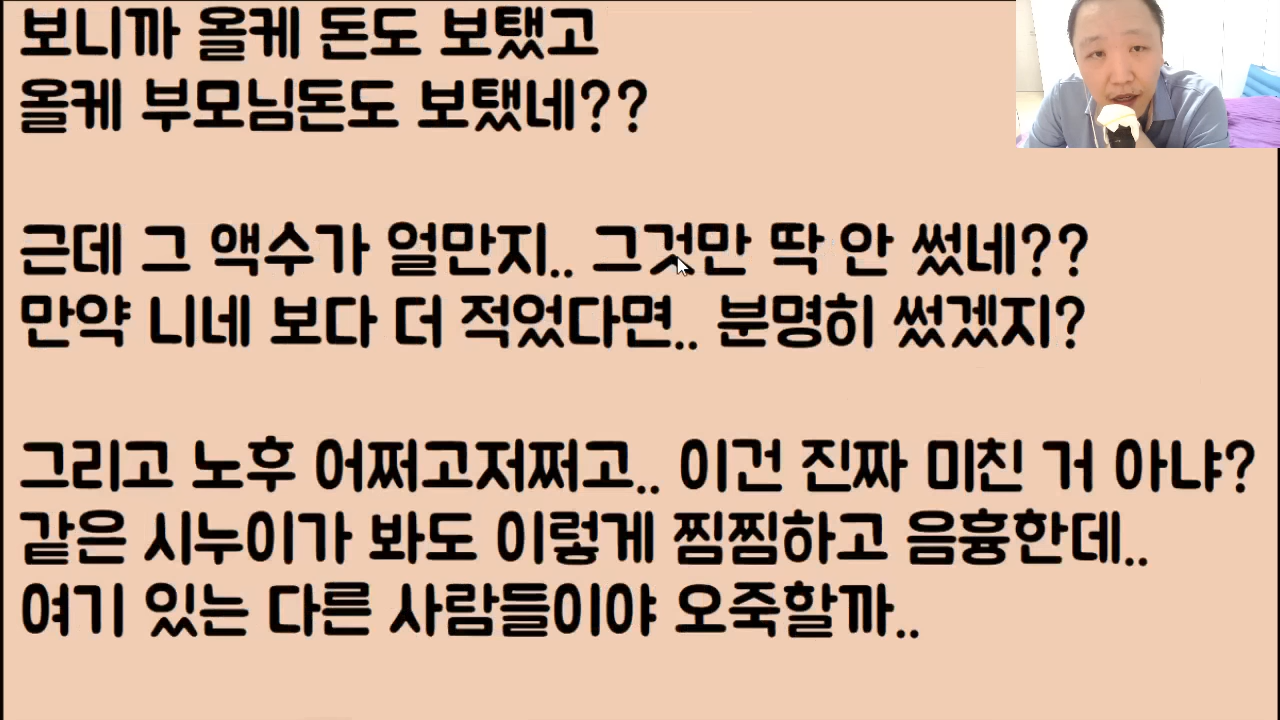 보니까 올케 돈도 보탰고
올케 부모님돈도 보탰네??
근데 그 액수가 얼만지.. 그것만 딱 안 썼네??
만약 니네 보다 더 적었다면.. 분명히 썼겠지?
그리고 노후 어쩌고저쩌고.. 이건 진짜 미친 거 아냐?
같은 시누이가 봐도 이렇게 찜찜하고 음흉한데..
여기 있는 다른 사람들이야 오죽할까..